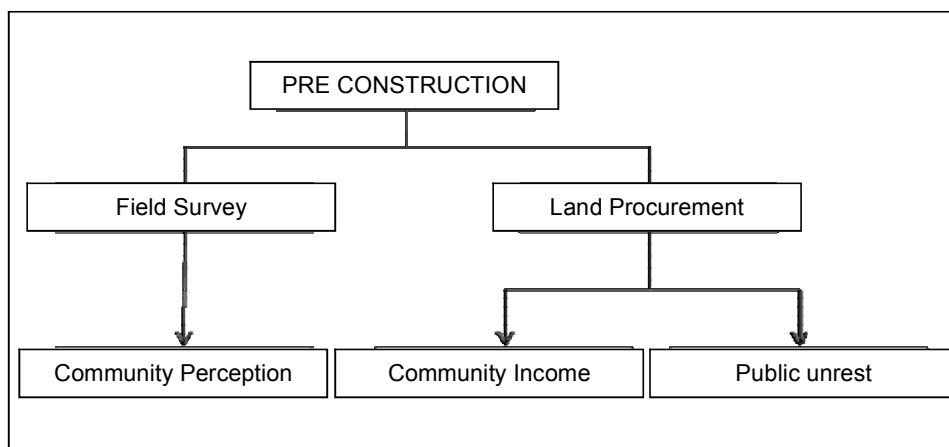 PRE CONSTRUCTION
Field Survey
Land Procurement
Community Perception
Community Income
Public unrest